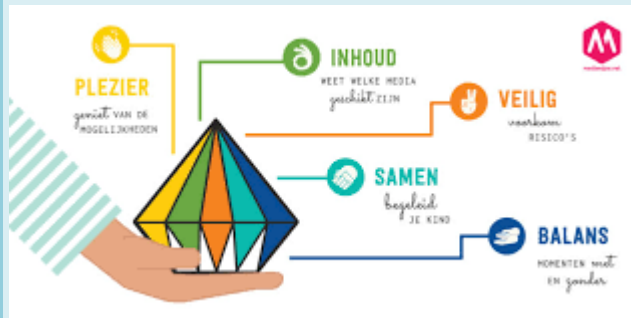 PLEZIER
geniet VAN DE
MOGELIJKHEDEN
INHOUD
WEET WELKE MEDIA
geschikt ZIJN
VEILIG
voorkom
RISICO'S
SAMEN
begeleid
JE KIND
BALANS
MOMENTEN met
EN zonder